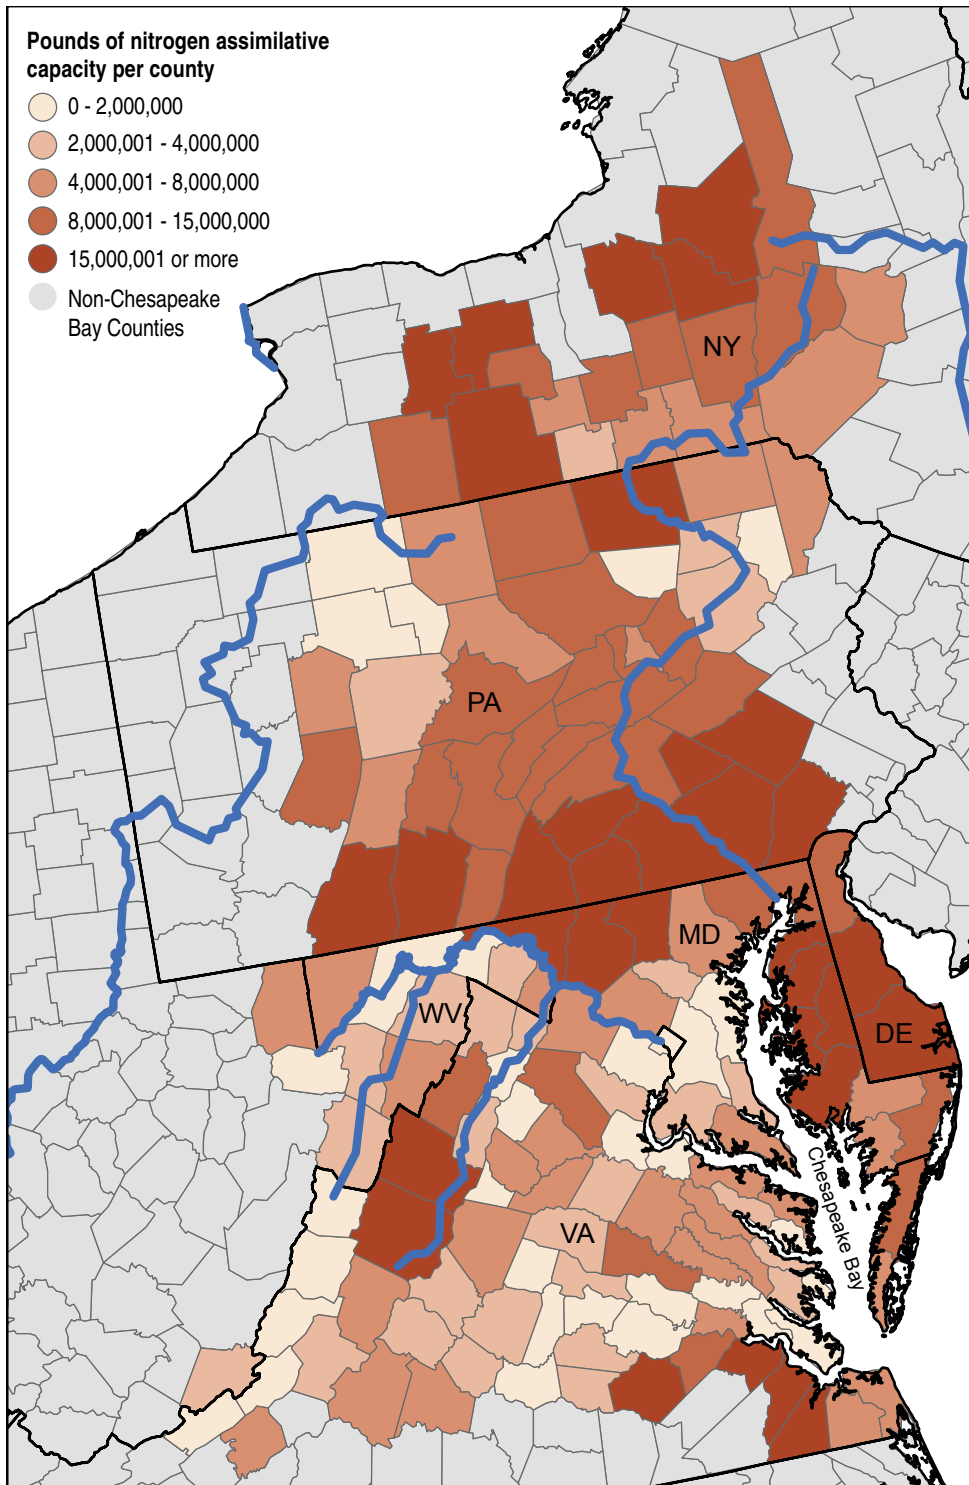 Pounds of nitrogen assimilative
capacity per county
0 - 2,000,000
2,000,001 - 4,000,000
4,000,001 - 8,000,000
8,000,001 - 15,000,000
15,000,001 or more
Non-Chesapeake
Bay Counties
NY
PA
MD
WV
DE
VA
Chesapeake Bay